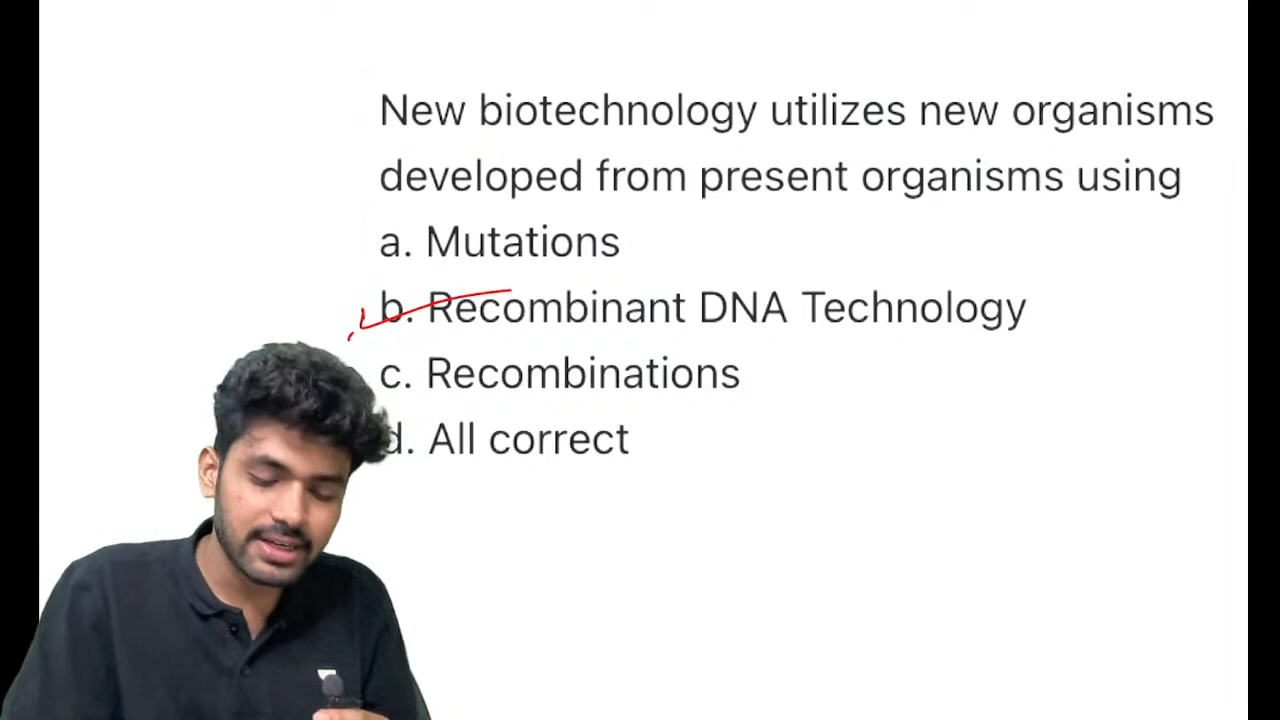 New biotechnology utilizes new organisms
developed from present organisms using
a. Mutations
b. Recombinant DNA Technology
c. Recombinations
d. All correct